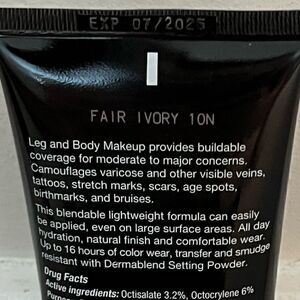 EXP 07/2025
FAIR IVORY 10N
Leg and Body Makeup provides buildable
coverage for moderate to major concerns.
Camouflages varicose and other visible veins,
tattoos, stretch marks, scars, age spots,
birthmarks, and bruises.
This blendable lightweight formula can easily
be applied, even on large surface areas. All day
hydration, natural finish and comfortable wear.
Up to 16 hours of color wear, transfer and smudge
resistant with Dermablend Setting Powder.
Drug Facts
Active ingredients: Octisalate 3.2%, Octocrylene 6%